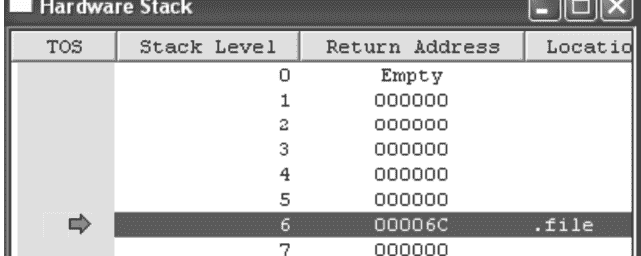 Hardware Stack
TOS Stack Level Return Address Locatio
0 Empty
1 000000
2 000000
3 000000
4 000000
5 000000
6 00006C .file
7 000000